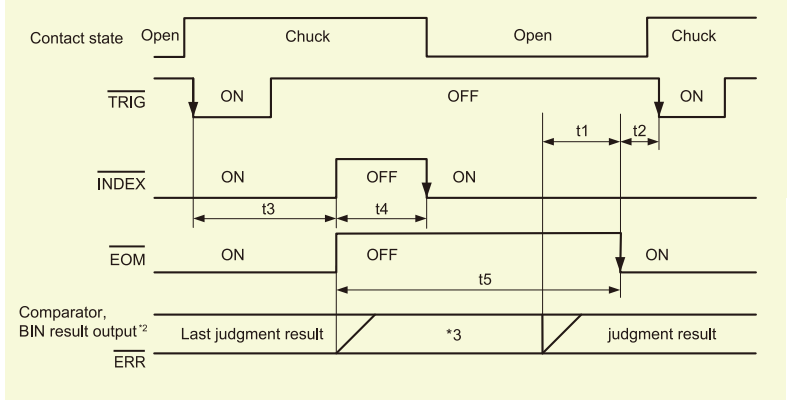 Contact state Open Chuck Open Chuck
TRIG ON OFF ON
t1 t2
INDEX ON OFF ON
t3 t4
EOM ON OFF ON
t5
Comparator,
BIN result output*2 Last judgment result *3 judgment result
ERR